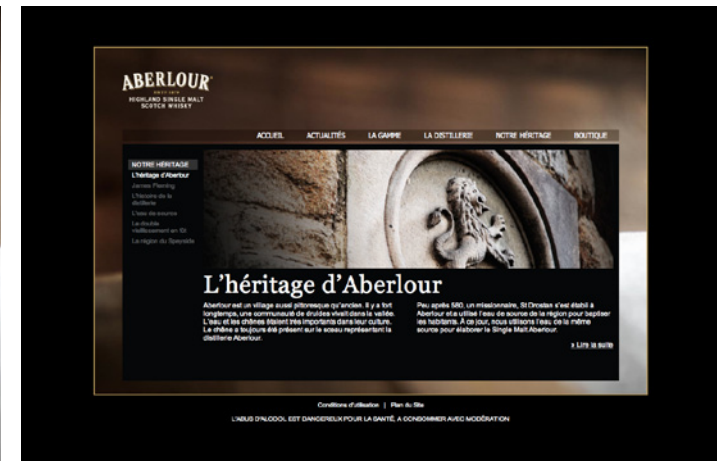 ABERLOUR
HIGHLAND SINGLE MALT
SCOTCH WHISKY
ACCUEIL ACTUALITÉS LA GAMME LA DISTILLERIE NOTRE HÉRITAGE BOUTIQUE
NOTRE HÉRITAGE
L'héritage d'Aberlour
James Fleming
L'histoire de la
distillerie
L'eau de source
Le double
vieillissement en fût
La région du Speyside
L'héritage d'Aberlour
Aberlour est un village aussi pittoresque qu'ancien. Il y a fort
longtemps, une communauté de druides vivait dans la vallée.
L'eau et les chênes étaient très importants dans leur culture.
Le chêne a toujours été présent sur le sceau représentant la
distillerie Aberlour.
Peu après 580, un missionnaire, St Drostan s'est établi à
Aberlour et a utilisé l'eau de source de la région pour baptiser
les habitants. À ce jour, nous utilisons l'eau de la même
source pour élaborer le Single Malt Aberlour.
> Lire la suite
Conditions d'utilisation | Plan du Site
L'ABUS D'ALCOOL EST DANGEREUX POUR LA SANTÉ, A CONSOMMER AVEC MODÉRATION